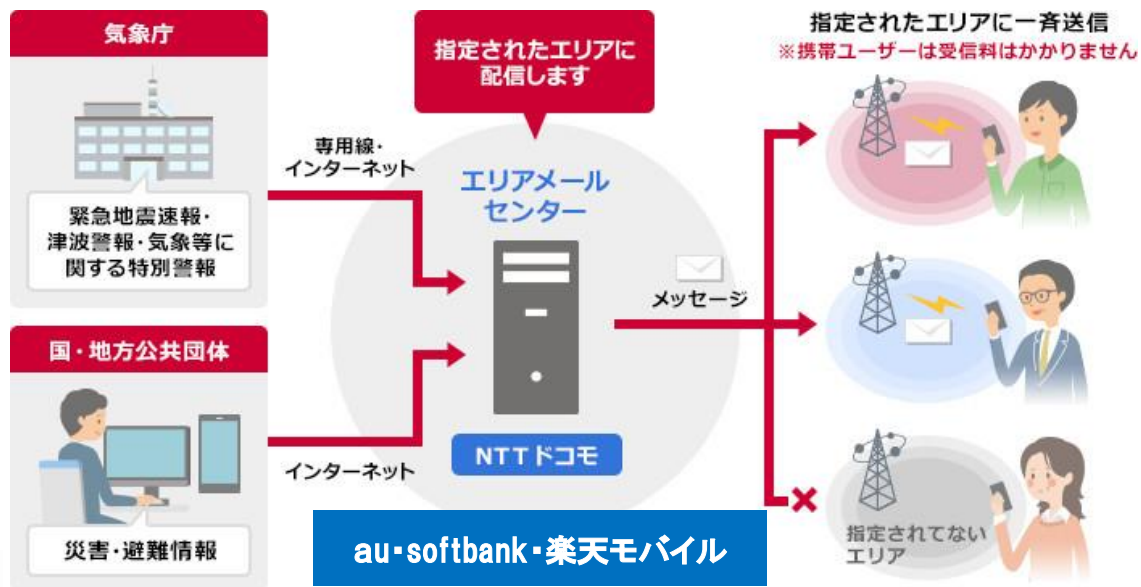 気象庁
緊急地震速報・
津波警報・気象等に
関する特別警報
国・地方公共団体
災害・避難情報
専用線・
インターネット
インターネット
指定されたエリアに
配信します
エリアメール
センター
NTTドコモ
au・softbank・楽天モバイル
メッセージ
指定されたエリアに一斉送信
※携帯ユーザーは受信料はかかりません
指定されてない
エリア